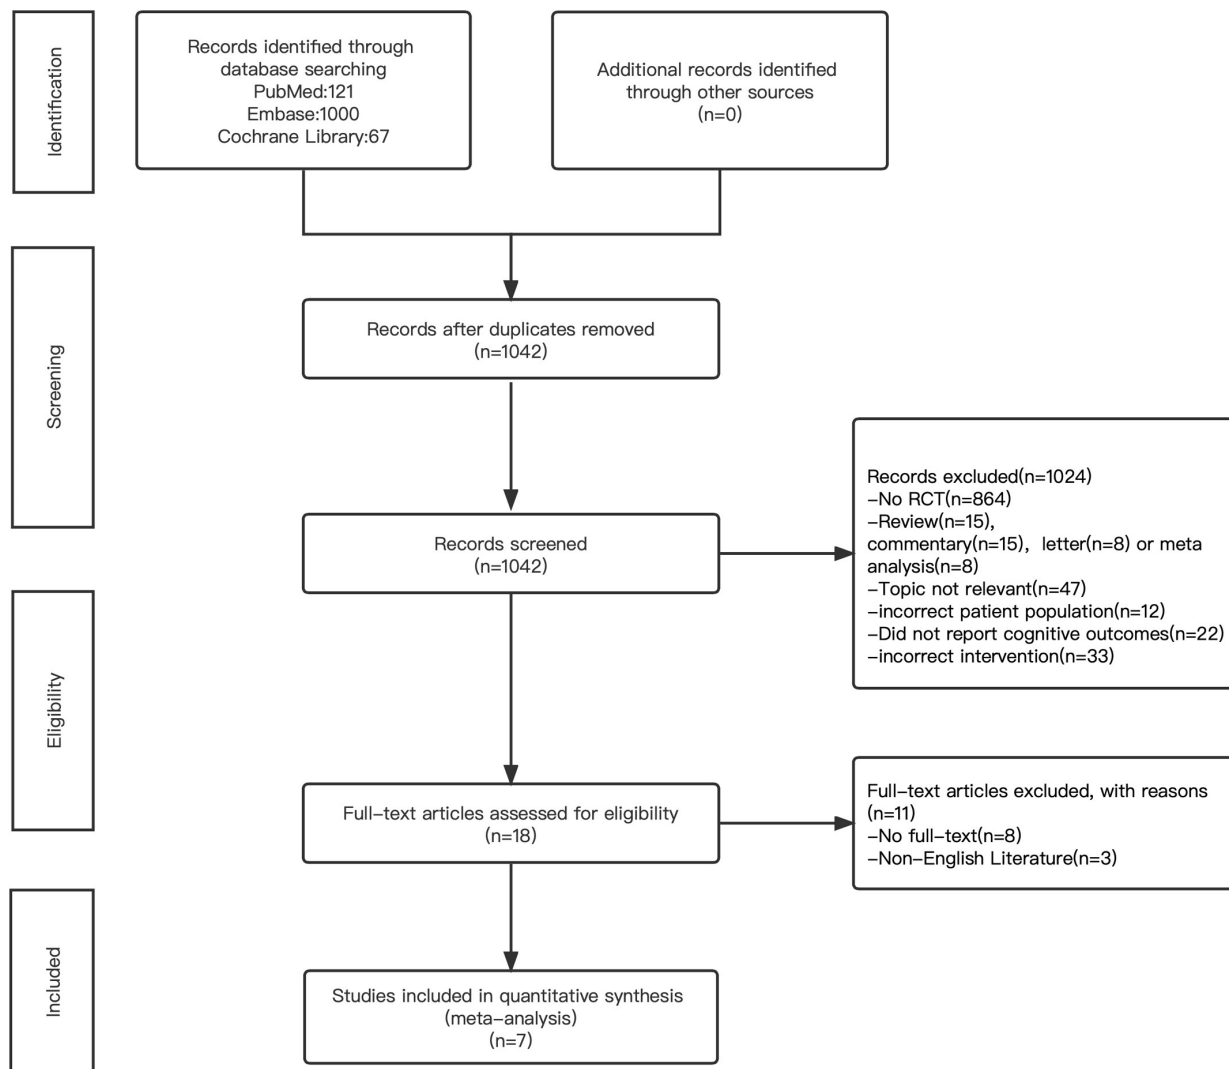 Identification
Records identified through
database searching
PubMed:121
Embase:1000
Cochrane Library:67
Additional records identified
through other sources
(n=0)
Screening
Records after duplicates removed
(n=1042)
Records screened
(n=1042)
Records excluded(n=1024)
–No RCT(n=864)
–Review(n=15),
commentary(n=15), letter(n=8) or meta
analysis(n=8)
–Topic not relevant(n=47)
–incorrect patient population(n=12)
–Did not report cognitive outcomes(n=22)
–incorrect intervention(n=33)
Eligibility
Full–text articles assessed for eligibility
(n=18)
Full–text articles excluded, with reasons
(n=11)
–No full–text(n=8)
–Non–English Literature(n=3)
Included
Studies included in quantitative synthesis
(meta–analysis)
(n=7)